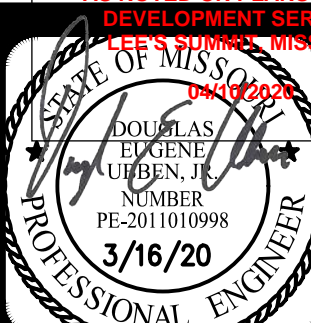 DEVELOPMENT SER
LEE'S SUMMIT, MISS
04/10/2020
STATE OF MISSOURI
DOUGLAS
EUGENE
UBBEN, JR.
NUMBER
PE-2011010998
3/16/20
PROFESSIONAL ENGINEER